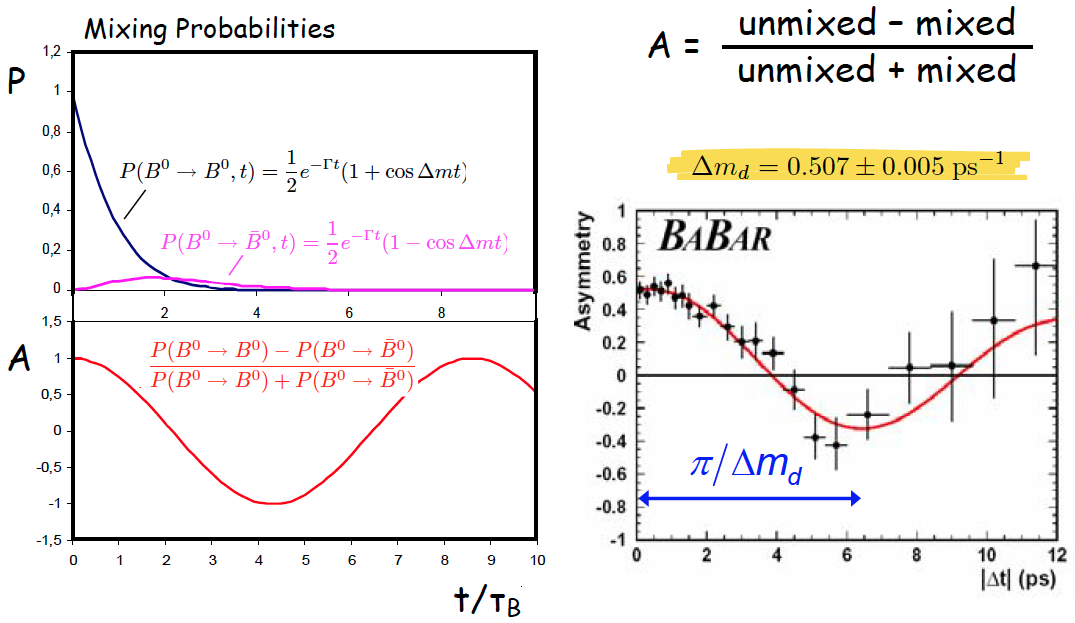 Mixing Probabilities
P
1,2
1
0,8
0,6
0,4
0,2
0
P(B⁰ → B⁰, t) = 1/2 e^{−Γt}(1 + cos Δmt)
P(B⁰ → B̄⁰, t) = 1/2 e^{−Γt}(1 − cos Δmt)
2 4 6 8
A
1,5
1
0,5
0
-0,5
-1
-1,5
P(B⁰ → B⁰) − P(B⁰ → B̄⁰)
P(B⁰ → B⁰) + P(B⁰ → B̄⁰)
0 1 2 3 4 5 6 7 8 9 10
t/τ_B
A = unmixed – mixed
unmixed + mixed
Δm_d = 0.507 ± 0.005 ps⁻¹
Asymmetry
BABAR
1
0.8
0.6
0.4
0.2
0
-0.2
-0.4
-0.6
-0.8
-1
π/Δm_d
0 2 4 6 8 10 12
|Δt| (ps)